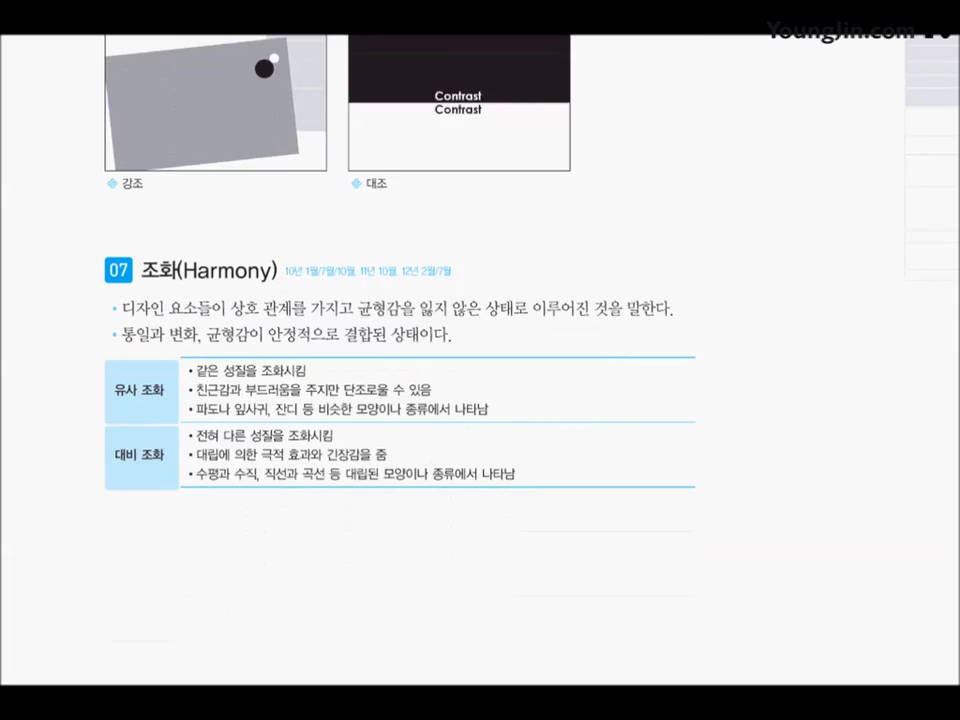 YoungJin.com
Contrast
Contrast
강조
대조
07 조화(Harmony) 10년 1월/7월/10월, 11년 10월, 12년 2월/7월
• 디자인 요소들이 상호 관계를 가지고 균형감을 잃지 않은 상태로 이루어진 것을 말한다.
• 통일과 변화, 균형감이 안정적으로 결합된 상태이다.
유사 조화
• 같은 성질을 조화시킴
• 친근감과 부드러움을 주지만 단조로울 수 있음
• 파도나 잎사귀, 잔디 등 비슷한 모양이나 종류에서 나타남
대비 조화
• 전혀 다른 성질을 조화시킴
• 대립에 의한 극적 효과와 긴장감을 줌
• 수평과 수직, 직선과 곡선 등 대립된 모양이나 종류에서 나타남